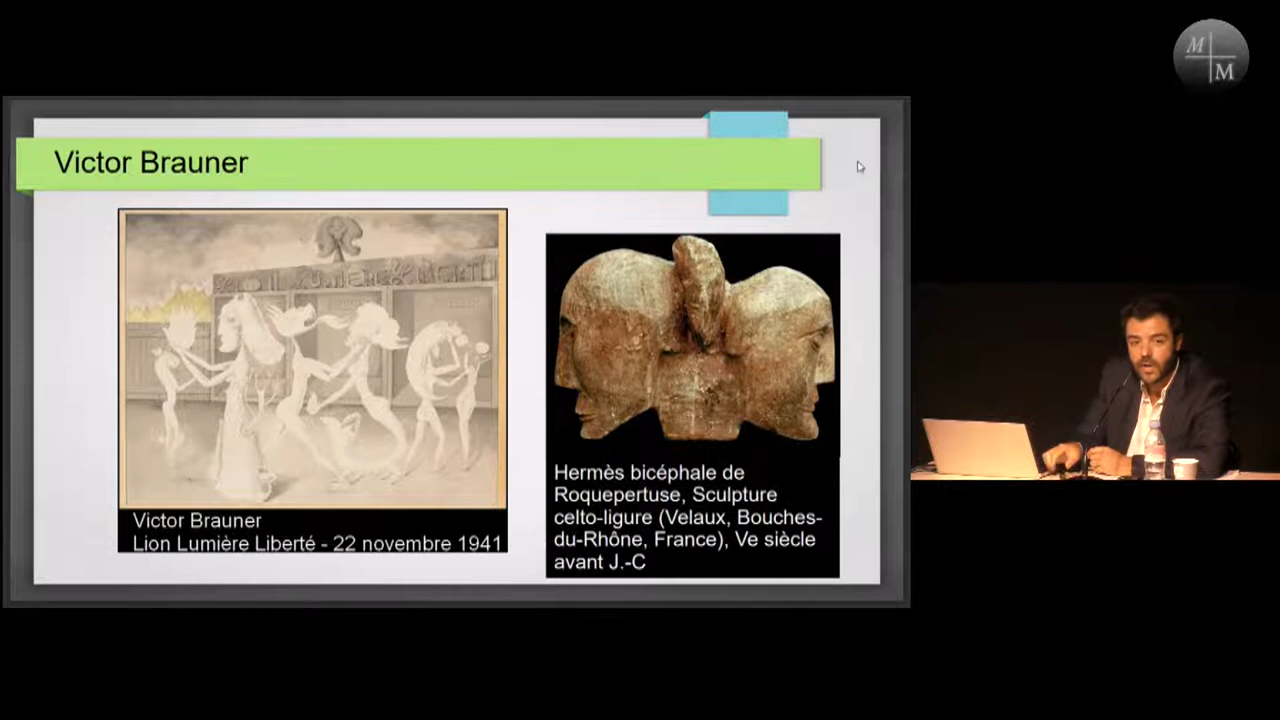 M
M
Victor Brauner
Victor Brauner
Lion Lumière Liberté - 22 novembre 1941
Hermès bicéphale de
Roquepertuse, Sculpture
celto-ligure (Velaux, Bouches-
du-Rhône, France), Ve siècle
avant J.-C